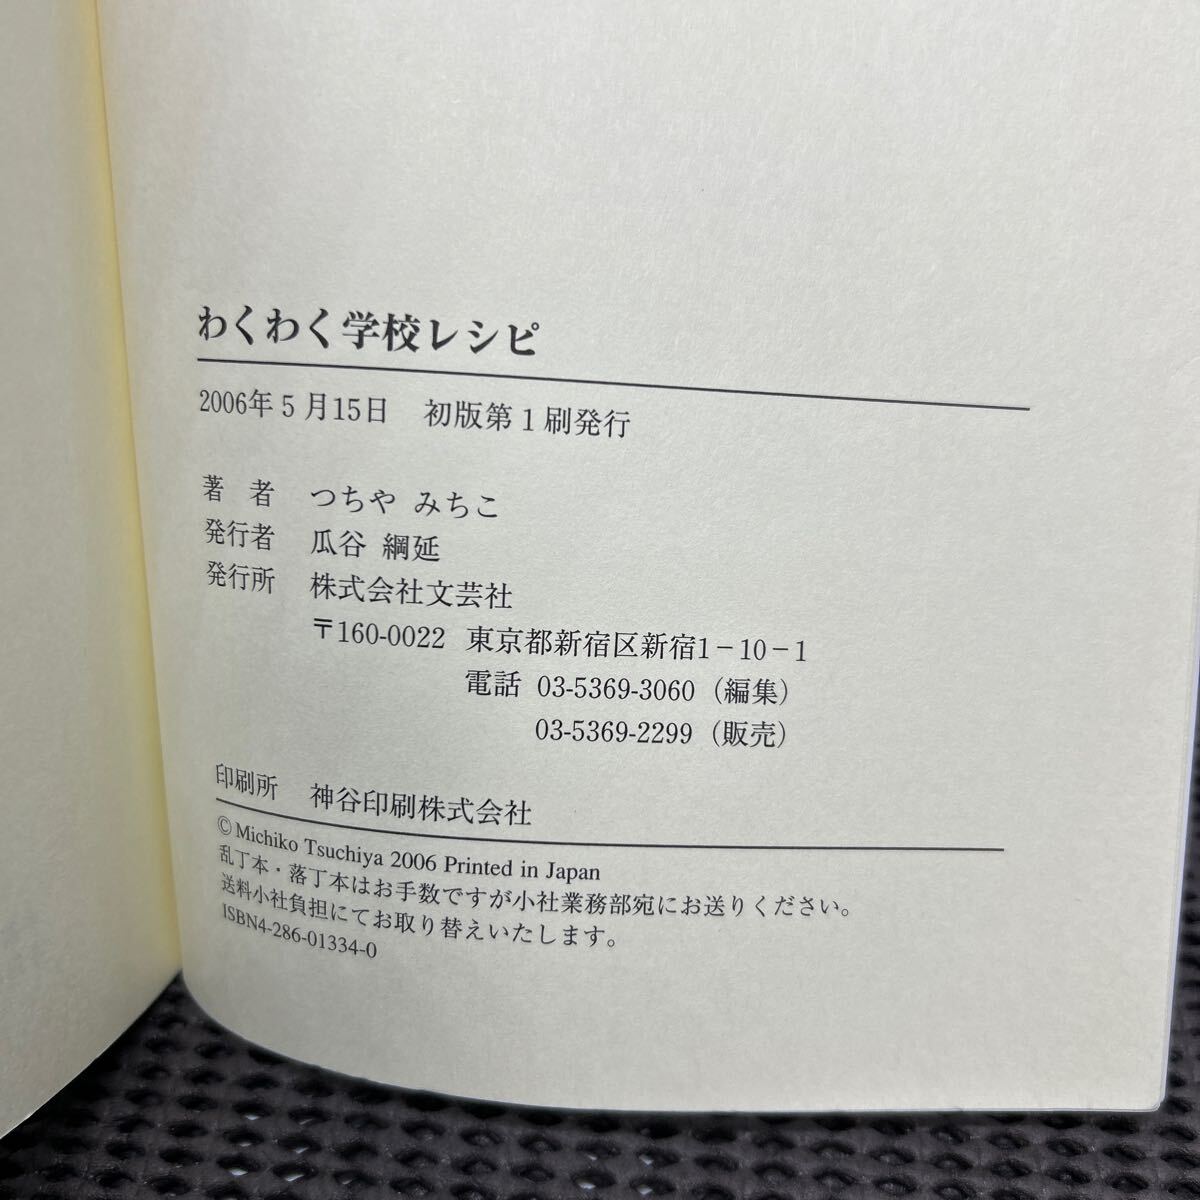 わくわく学校レシピ
2006年5月15日　初版第1刷発行
著　者　つちや みちこ
発行者　瓜谷 綱延
発行所　株式会社文芸社
〒160-0022 東京都新宿区新宿1－10－1
電話 03-5369-3060（編集）
03-5369-2299（販売）
印刷所　神谷印刷株式会社
© Michiko Tsuchiya 2006 Printed in Japan
乱丁本・落丁本はお手数ですが小社業務部宛にお送りください。
送料小社負担にてお取り替えいたします。
ISBN4-286-01334-0